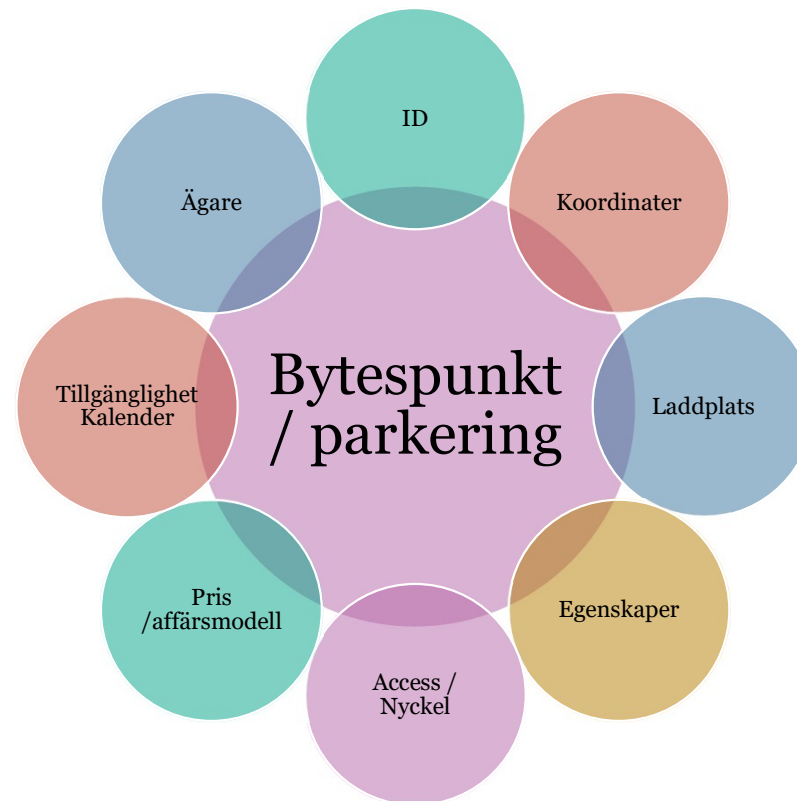 ID
Koordinater
Laddplats
Egenskaper
Access /
Nyckel
Pris
/affärsmodell
Tillgänglighet
Kalender
Ägare
Bytespunkt
/ parkering